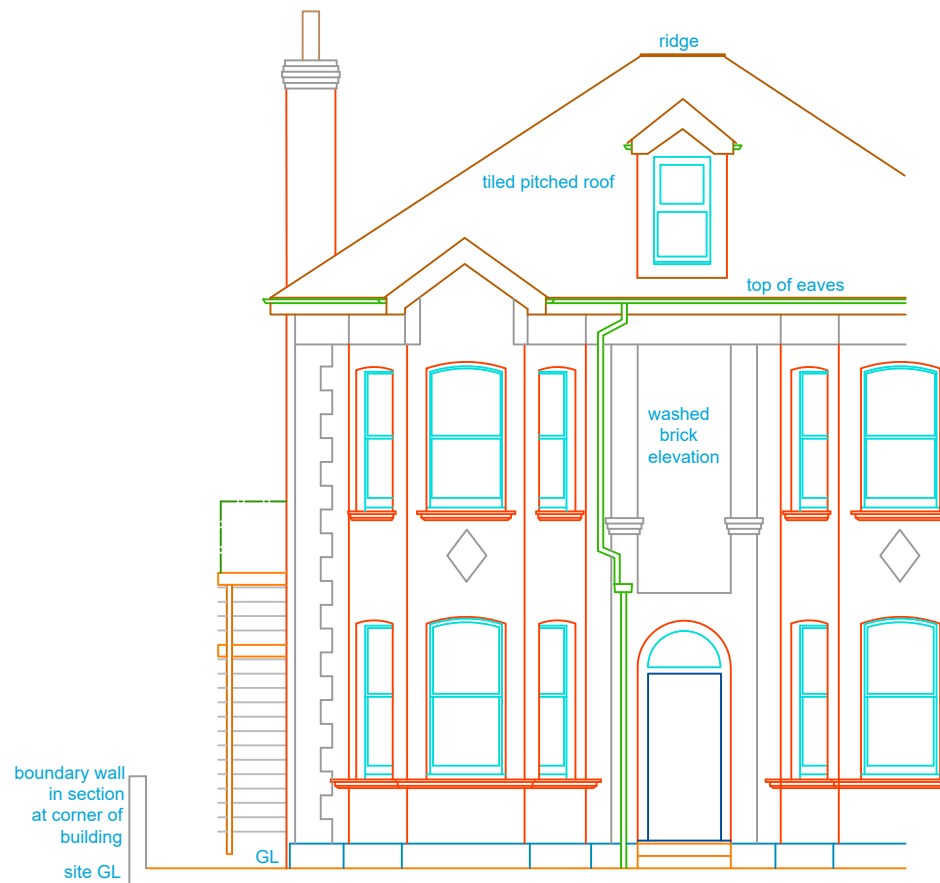 ridge
tiled pitched roof
top of eaves
washed
brick
elevation
boundary wall
in section
at corner of
building
GL
site GL